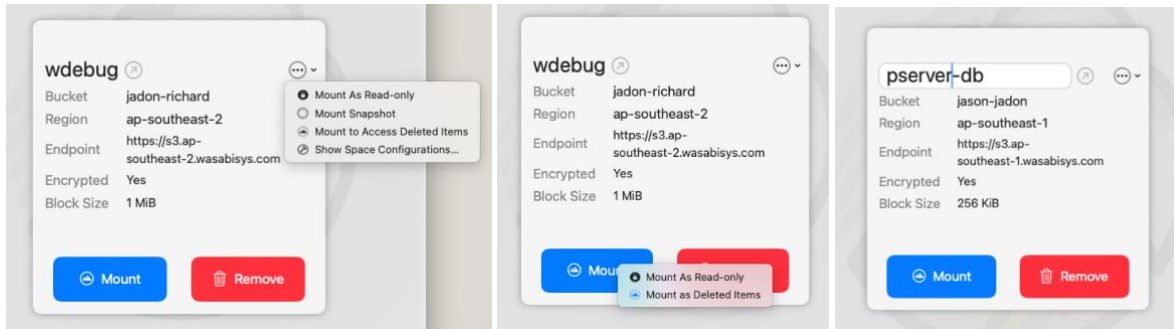 wdebug
Bucket jadon-richard
Region ap-southeast-2
Endpoint https://s3.ap-
southeast-2.wasabisys.com
Encrypted Yes
Block Size 1 MiB
Mount As Read-only
Mount Snapshot
Mount to Access Deleted Items
Show Space Configurations...
Mount
Remove
wdebug
Bucket jadon-richard
Region ap-southeast-2
Endpoint https://s3.ap-
southeast-2.wasabisys.com
Encrypted Yes
Block Size 1 MiB
Mount As Read-only
Mount as Deleted Items
pserver-db
Bucket jason-jadon
Region ap-southeast-1
Endpoint https://s3.ap-
southeast-1.wasabisys.com
Encrypted Yes
Block Size 256 KiB
Mount
Remove